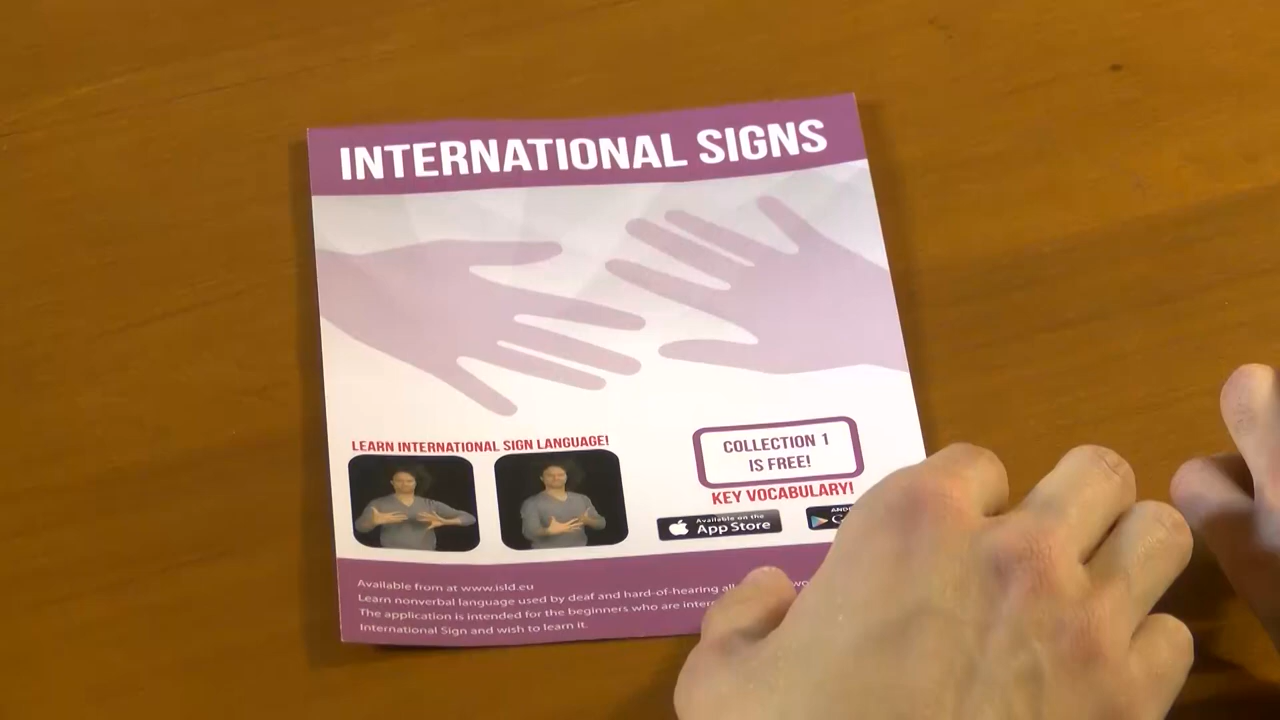 INTERNATIONAL SIGNS
LEARN INTERNATIONAL SIGN LANGUAGE!
COLLECTION 1
IS FREE!
KEY VOCABULARY!
Available on the
App Store
Available from at www.isld.eu
Learn nonverbal language used by deaf and hard-of-hearing
The application is intended for the beginners who are
International Sign and wish to learn it.